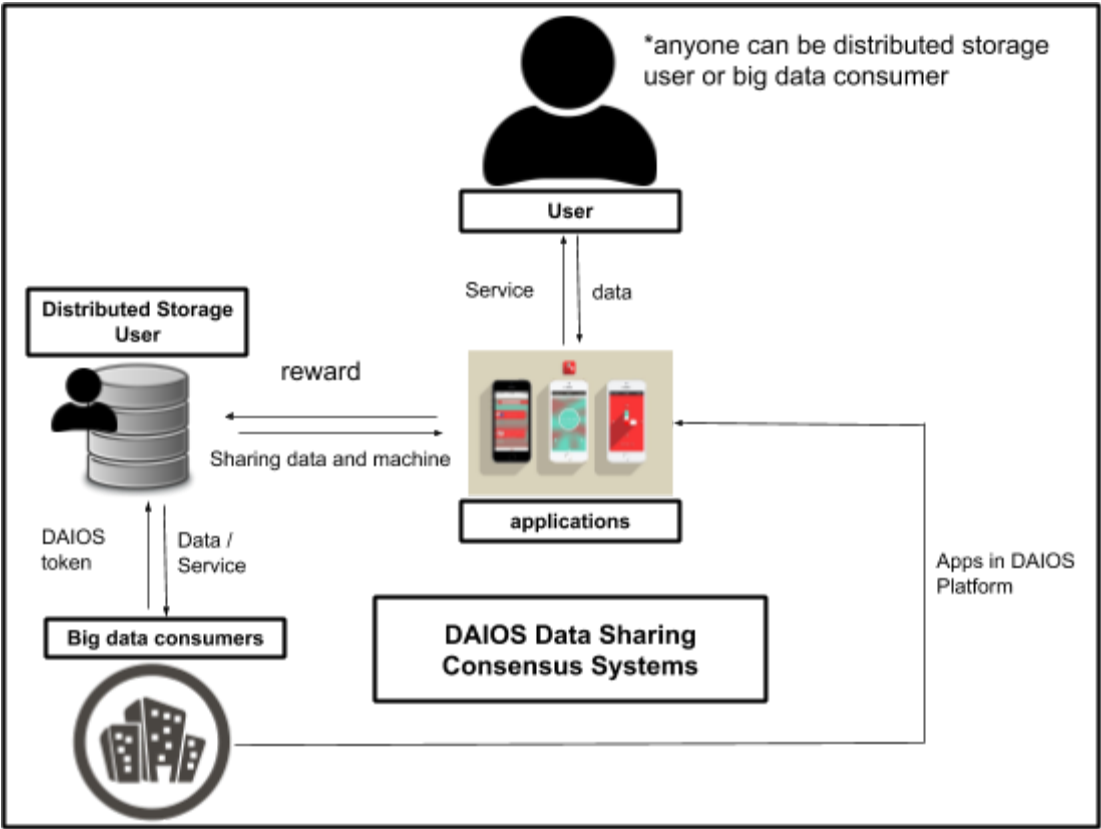 *anyone can be distributed storage
user or big data consumer
User
Service
data
Distributed Storage
User
reward
Sharing data and machine
applications
DAIOS
token
Data /
Service
Apps in DAIOS
Platform
Big data consumers
DAIOS Data Sharing
Consensus Systems